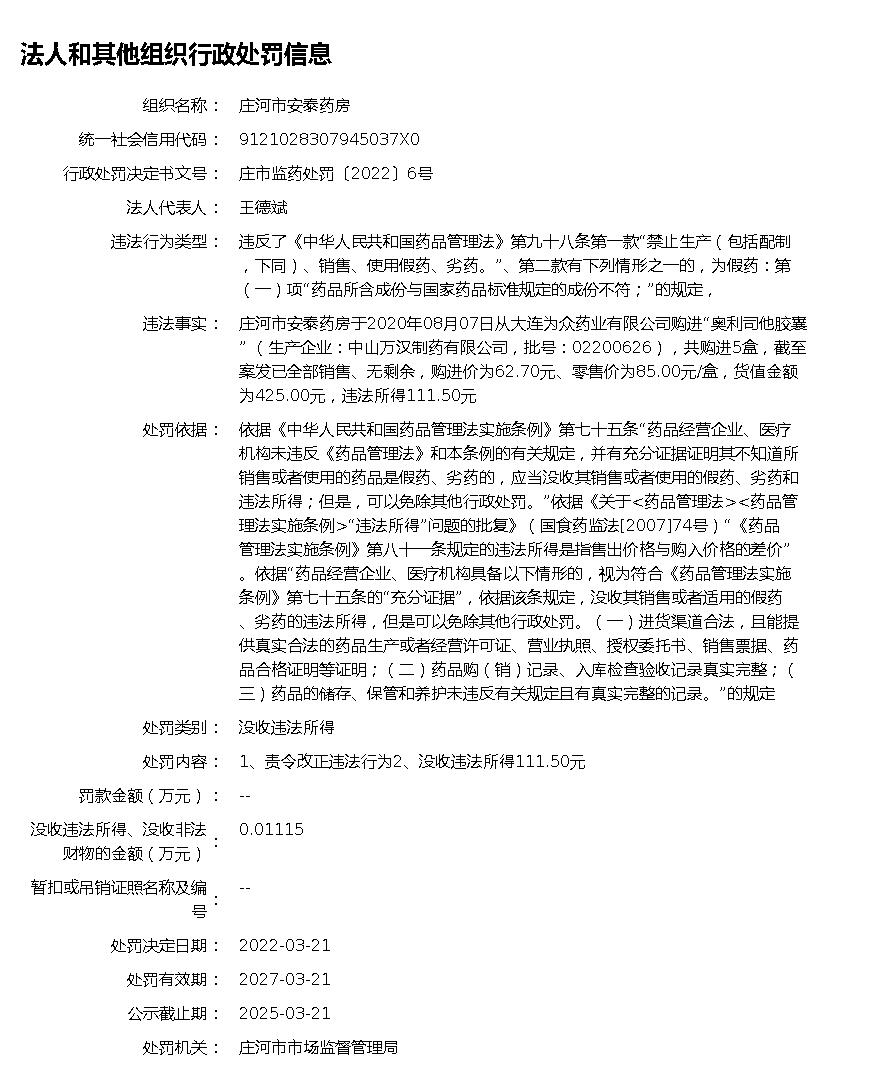 法人和其他组织行政处罚信息
组织名称： 庄河市安泰药房
统一社会信用代码： 9121028307945037X0
行政处罚决定书文号： 庄市监药处罚〔2022〕6号
法人代表人： 王德斌
违法行为类型： 违反了《中华人民共和国药品管理法》第九十八条第一款“禁止生产（包括配制
，下同）、销售、使用假药、劣药。”、第二款有下列情形之一的，为假药：第
（一）项“药品所含成份与国家药品标准规定的成份不符；”的规定，
违法事实： 庄河市安泰药房于2020年08月07日从大连为众药业有限公司购进“奥利司他胶囊
”（生产企业：中山万汉制药有限公司，批号：02200626），共购进5盒，截至
案发已全部销售、无剩余，购进价为62.70元、零售价为85.00元/盒，货值金额
为425.00元，违法所得111.50元
处罚依据： 依据《中华人民共和国药品管理法实施条例》第七十五条“药品经营企业、医疗
机构未违反《药品管理法》和本条例的有关规定，并有充分证据证明其不知道所
销售或者使用的药品是假药、劣药的，应当没收其销售或者使用的假药、劣药和
违法所得；但是，可以免除其他行政处罚。”依据《关于<药品管理法><药品管
理法实施条例>“违法所得”问题的批复》（国食药监法[2007]74号）“《药品
管理法实施条例》第八十一条规定的违法所得是指售出价格与购入价格的差价”
。依据“药品经营企业、医疗机构具备以下情形的，视为符合《药品管理法实施
条例》第七十五条的“充分证据”，依据该条规定，没收其销售或者适用的假药
、劣药的违法所得，但是可以免除其他行政处罚。（一）进货渠道合法，且能提
供真实合法的药品生产或者经营许可证、营业执照、授权委托书、销售票据、药
品合格证明等证明；（二）药品购（销）记录、入库检查验收记录真实完整；（
三）药品的储存、保管和养护未违反有关规定且有真实完整的记录。”的规定
处罚类别： 没收违法所得
处罚内容： 1、责令改正违法行为2、没收违法所得111.50元
罚款金额（万元）： --
没收违法所得、没收非法
财物的金额（万元）： 0.01115
暂扣或吊销证照名称及编
号： --
处罚决定日期： 2022-03-21
处罚有效期： 2027-03-21
公示截止期： 2025-03-21
处罚机关： 庄河市市场监督管理局